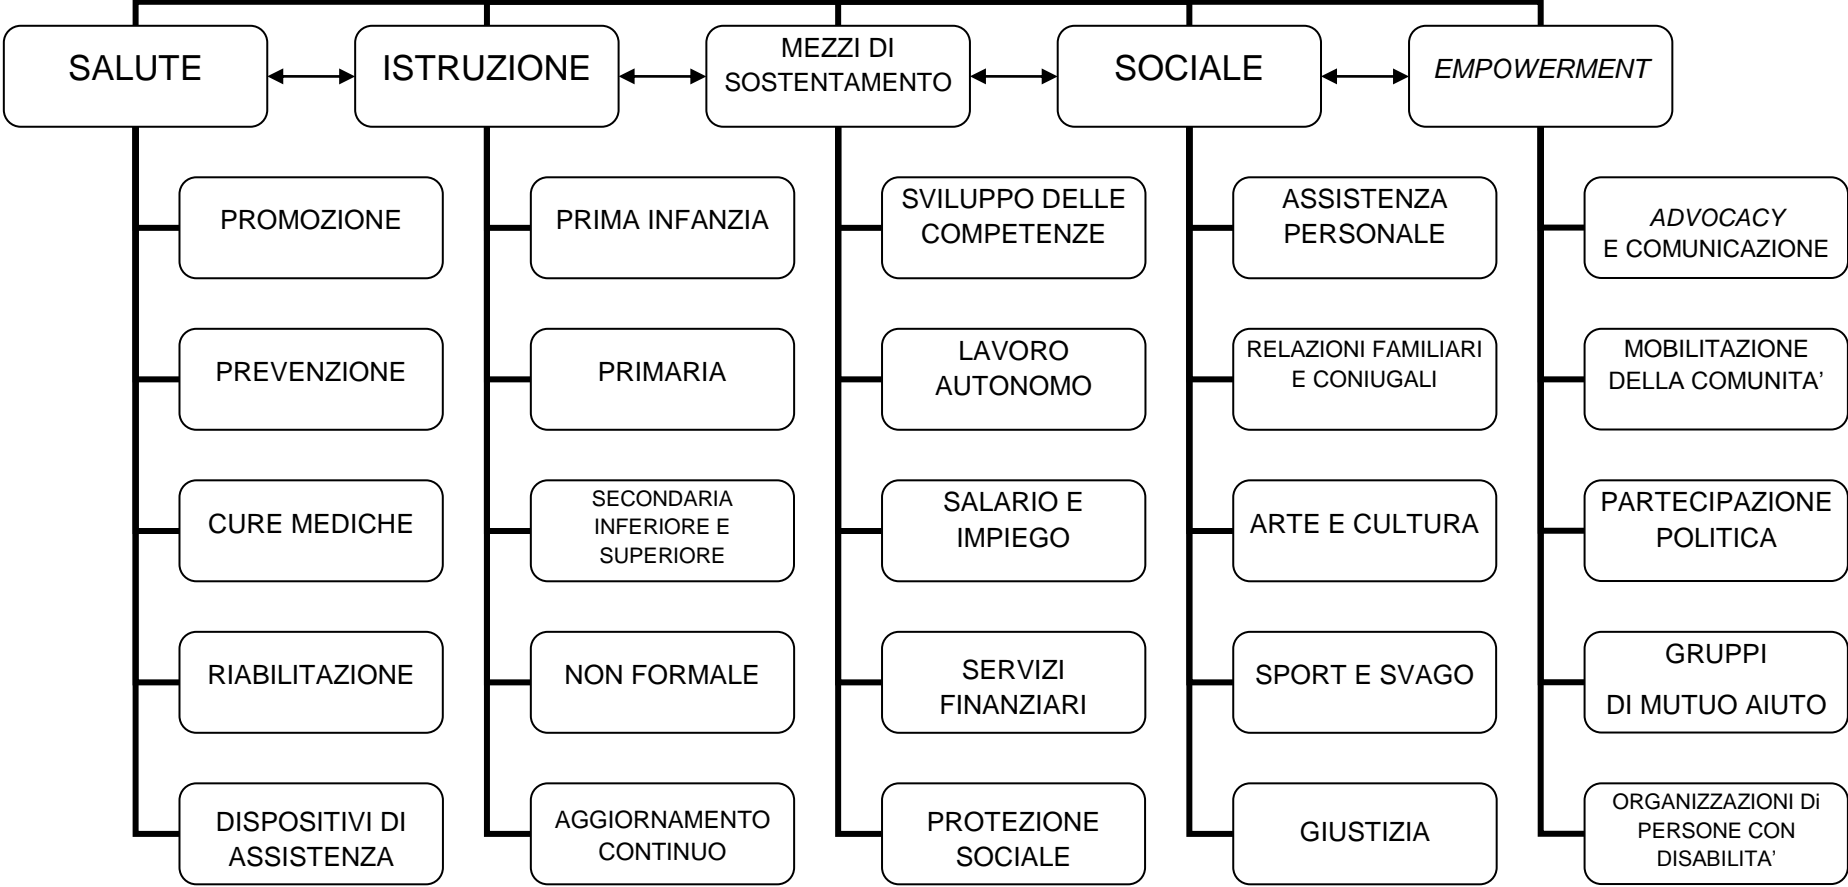 SALUTE
ISTRUZIONE
MEZZI DI
SOSTENTAMENTO
SOCIALE
EMPOWERMENT
PROMOZIONE
PRIMA INFANZIA
SVILUPPO DELLE
COMPETENZE
ASSISTENZA
PERSONALE
ADVOCACY
E COMUNICAZIONE
PREVENZIONE
PRIMARIA
LAVORO
AUTONOMO
RELAZIONI FAMILIARI
E CONIUGALI
MOBILITAZIONE
DELLA COMUNITA’
CURE MEDICHE
SECONDARIA
INFERIORE E
SUPERIORE
SALARIO E
IMPIEGO
ARTE E CULTURA
PARTECIPAZIONE
POLITICA
RIABILITAZIONE
NON FORMALE
SERVIZI
FINANZIARI
SPORT E SVAGO
GRUPPI
DI MUTUO AIUTO
DISPOSITIVI DI
ASSISTENZA
AGGIORNAMENTO
CONTINUO
PROTEZIONE
SOCIALE
GIUSTIZIA
ORGANIZZAZIONI Di
PERSONE CON
DISABILITA’